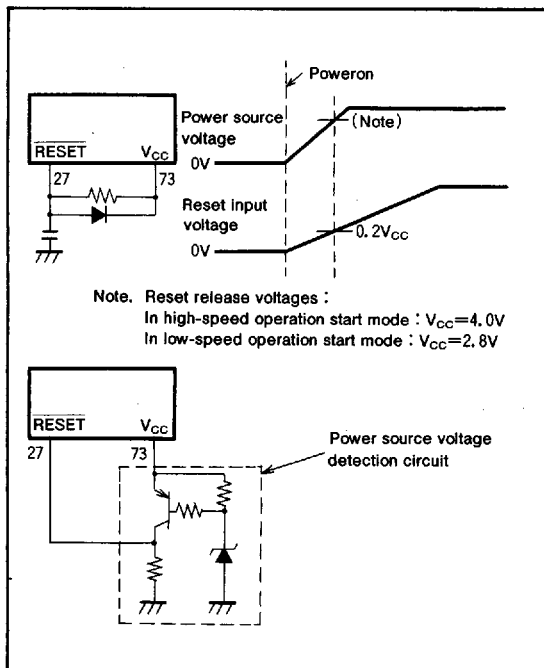 Poweron
Power source
voltage
(Note)
0V
RESET VCC
27 73
Reset input
voltage
0.2VCC
0V
Note. Reset release voltages :
In high-speed operation start mode : VCC=4.0V
In low-speed operation start mode : VCC=2.8V
RESET VCC
27 73
Power source voltage
detection circuit